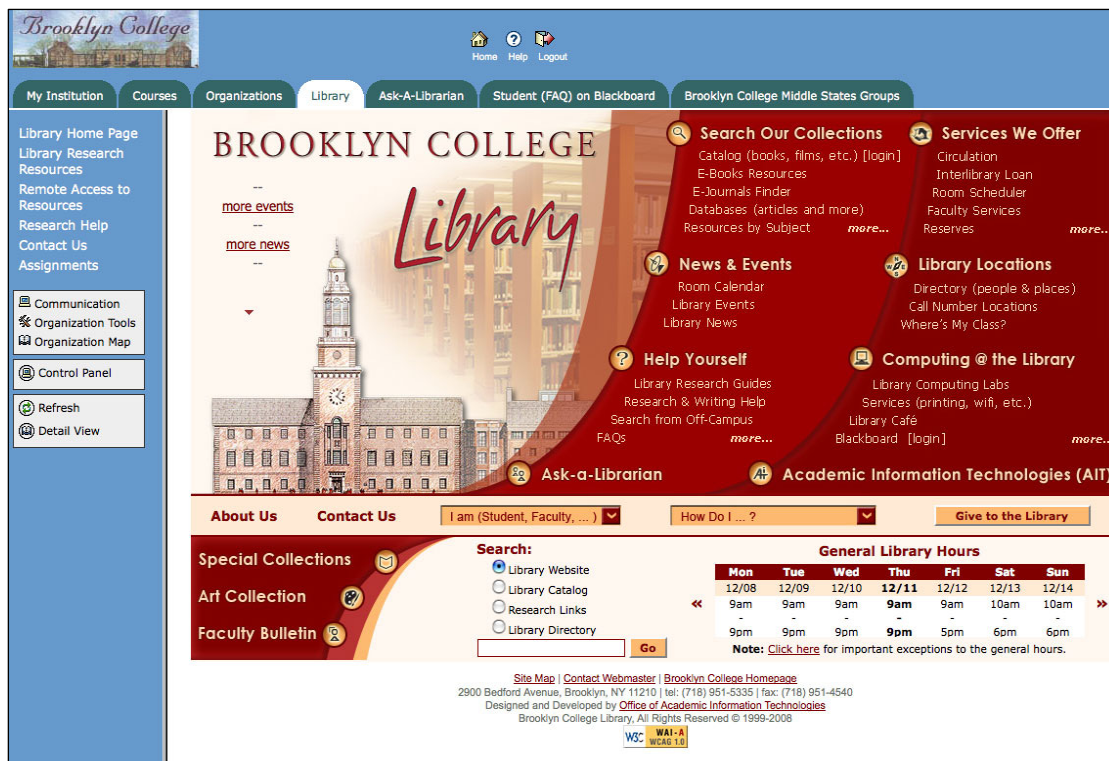 Brooklyn College
Home Help Logout
My Institution Courses Organizations Library Ask-A-Librarian Student (FAQ) on Blackboard Brooklyn College Middle States Groups
Library Home Page
Library Research
Resources
Remote Access to
Resources
Research Help
Contact Us
Assignments
Communication
Organization Tools
Organization Map
Control Panel
Refresh
Detail View
BROOKLYN COLLEGE
Library
--
more events
--
more news
--
Search Our Collections
Catalog (books, films, etc.) [login]
E-Books Resources
E-Journals Finder
Databases (articles and more)
Resources by Subject more...
Services We Offer
Circulation
Interlibrary Loan
Room Scheduler
Faculty Services
Reserves more...
News & Events
Room Calendar
Library Events
Library News
Library Locations
Directory (people & places)
Call Number Locations
Where's My Class?
Help Yourself
Library Research Guides
Research & Writing Help
Search from Off-Campus
FAQs more...
Computing @ the Library
Library Computing Labs
Services (printing, wifi, etc.)
Library Café
Blackboard [login] more...
Ask-a-Librarian
Academic Information Technologies (AIT)
About Us Contact Us I am (Student, Faculty, ... ) How Do I ... ? Give to the Library
Special Collections
Art Collection
Faculty Bulletin
Search:
Library Website
Library Catalog
Research Links
Library Directory
Go
General Library Hours
Mon Tue Wed Thu Fri Sat Sun
12/08 12/09 12/10 12/11 12/12 12/13 12/14
« 9am 9am 9am 9am 9am 10am 10am »
- - - - - - -
9pm 9pm 9pm 9pm 5pm 6pm 6pm
Note: Click here for important exceptions to the general hours.
Site Map | Contact Webmaster | Brooklyn College Homepage
2900 Bedford Avenue, Brooklyn, NY 11210 | tel: (718) 951-5335 | fax: (718) 951-4540
Designed and Developed by Office of Academic Information Technologies
Brooklyn College Library, All Rights Reserved © 1999-2008
W3C WAI-A
WCAG 1.0